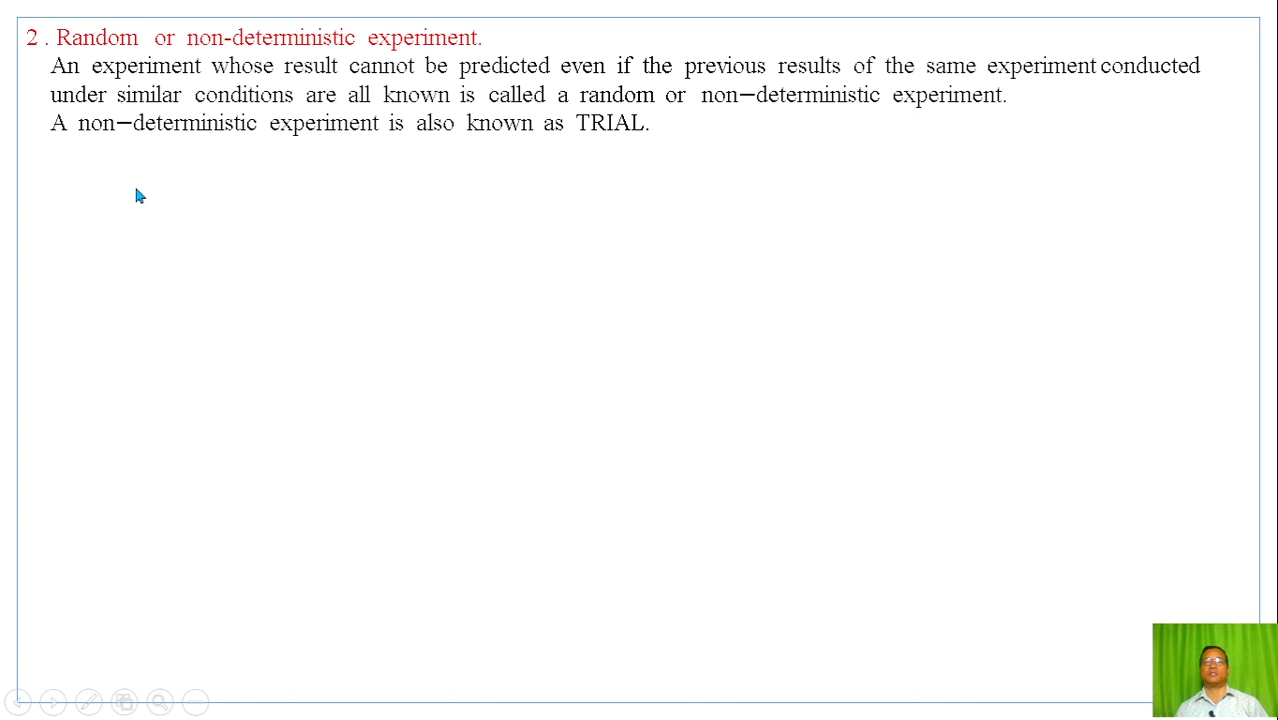 2 . Random or non-deterministic experiment.
An experiment whose result cannot be predicted even if the previous results of the same experiment conducted
under similar conditions are all known is called a random or non−deterministic experiment.
A non−deterministic experiment is also known as TRIAL.